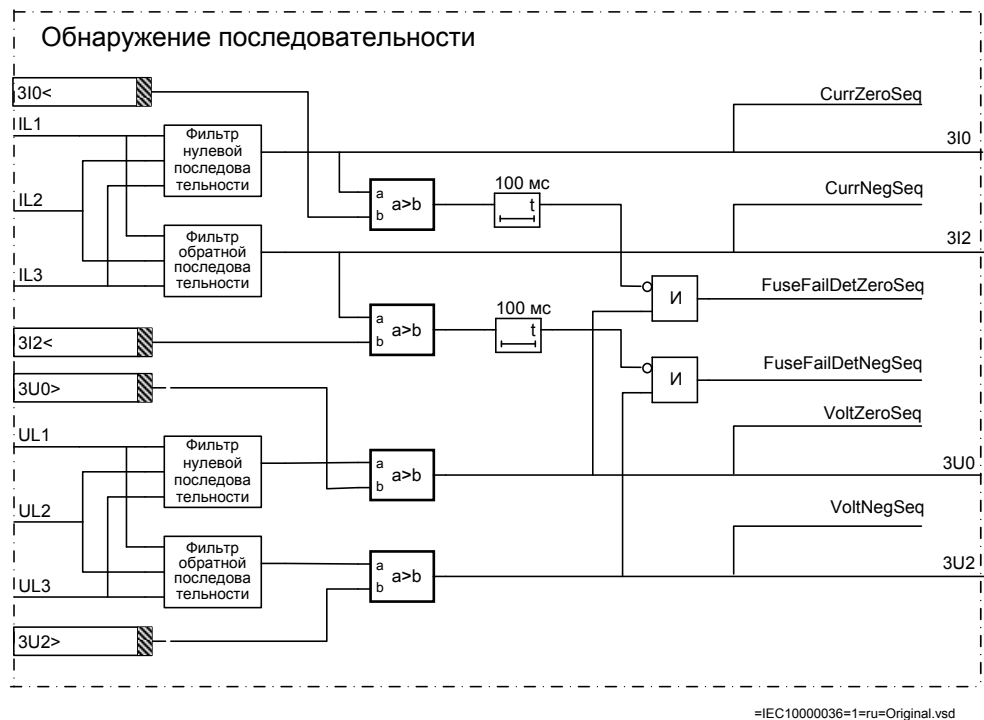 Обнаружение последовательности
3I0<
CurrZeroSeq
IL1
Фильтр
нулевой
последова
тельности
3I0
100 мс
CurrNegSeq
a
b
a>b
t
IL2
Фильтр
обратной
последова
тельности
3I2
IL3
FuseFailDetZeroSeq
И
100 мс
a
b
a>b
t
3I2<
FuseFailDetNegSeq
И
3U0>
VoltZeroSeq
UL1
Фильтр
нулевой
последова
тельности
a
b
a>b
3U0
UL2
VoltNegSeq
Фильтр
обратной
последова
тельности
a
b
a>b
3U2
UL3
3U2>
=IEC10000036=1=ru=Original.vsd